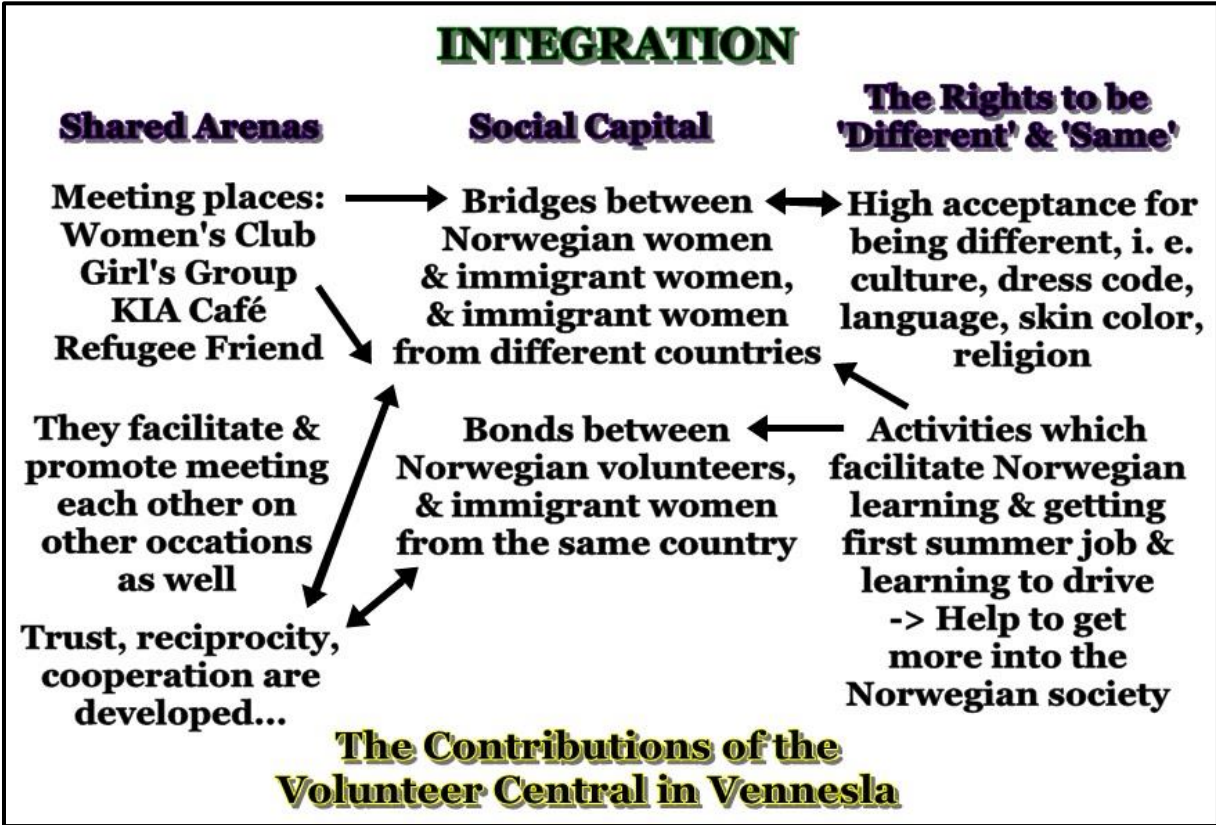 INTEGRATION
Shared Arenas
Meeting places:
Women's Club
Girl's Group
KIA Café
Refugee Friend
They facilitate &
promote meeting
each other on
other occations
as well
Trust, reciprocity,
cooperation are
developed...
Social Capital
Bridges between
Norwegian women
& immigrant women,
& immigrant women
from different countries
Bonds between
Norwegian volunteers,
& immigrant women
from the same country
The Rights to be
'Different' & 'Same'
High acceptance for
being different, i. e.
culture, dress code,
language, skin color,
religion
Activities which
facilitate Norwegian
learning & getting
first summer job &
learning to drive
-> Help to get
more into the
Norwegian society
The Contributions of the
Volunteer Central in Vennesla